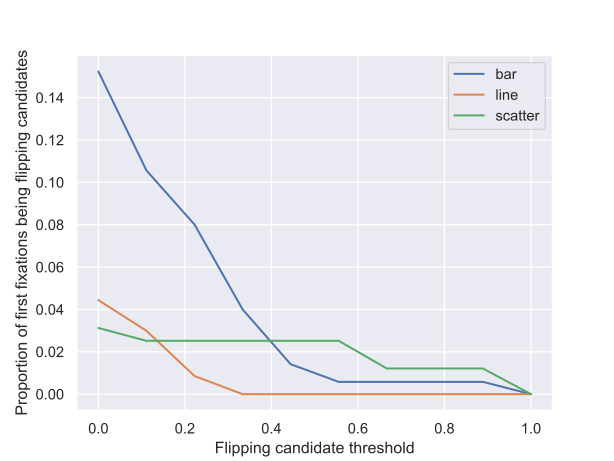 Proportion of first fixations being flipping candidates
0.14
0.12
0.10
0.08
0.06
0.04
0.02
0.00
bar
line
scatter
0.0 0.2 0.4 0.6 0.8 1.0
Flipping candidate threshold